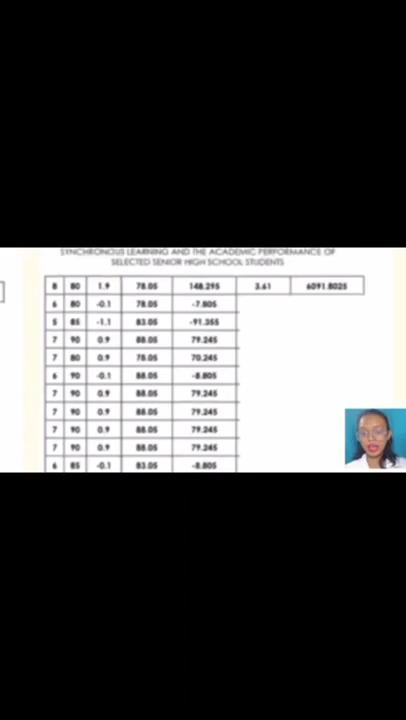 SYNCHRONOUS LEARNING AND THE ACADEMIC PERFORMANCE OF
SELECTED SENIOR HIGH SCHOOL STUDENTS
8 80 1.9 78.05 148.295 3.61 6091.8025
6 80 -0.1 78.05 -7.805
5 85 -1.1 83.05 -91.355
7 90 0.9 88.05 79.245
7 80 0.9 78.05 70.245
6 90 -0.1 88.05 -8.805
7 90 0.9 88.05 79.245
7 90 0.9 88.05 79.245
7 90 0.9 88.05 79.245
7 90 0.9 88.05 79.245
6 85 -0.1 83.05 -8.805